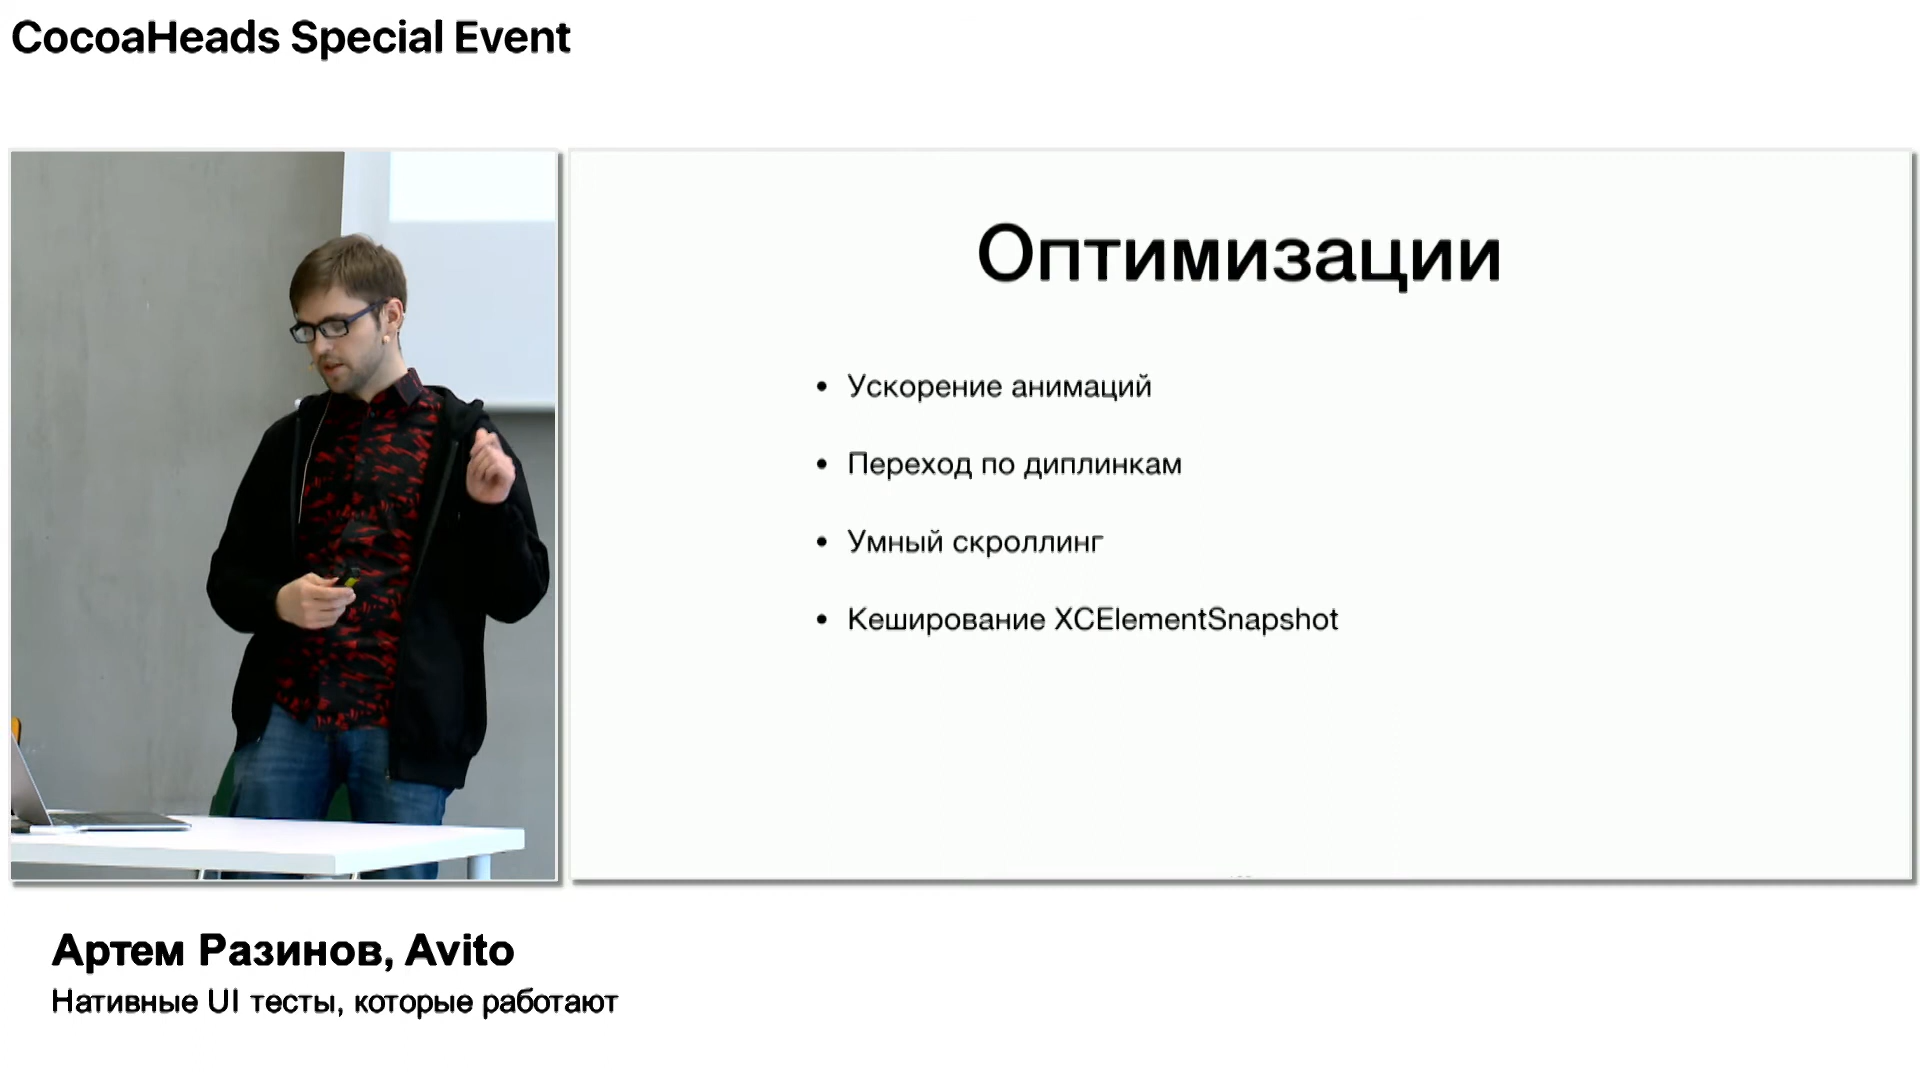 CocoaHeads Special Event
Оптимизации
• Ускорение анимаций
• Переход по диплинкам
• Умный скроллинг
• Кеширование XCElementSnapshot
Артем Разинов, Avito
Нативные UI тесты, которые работают